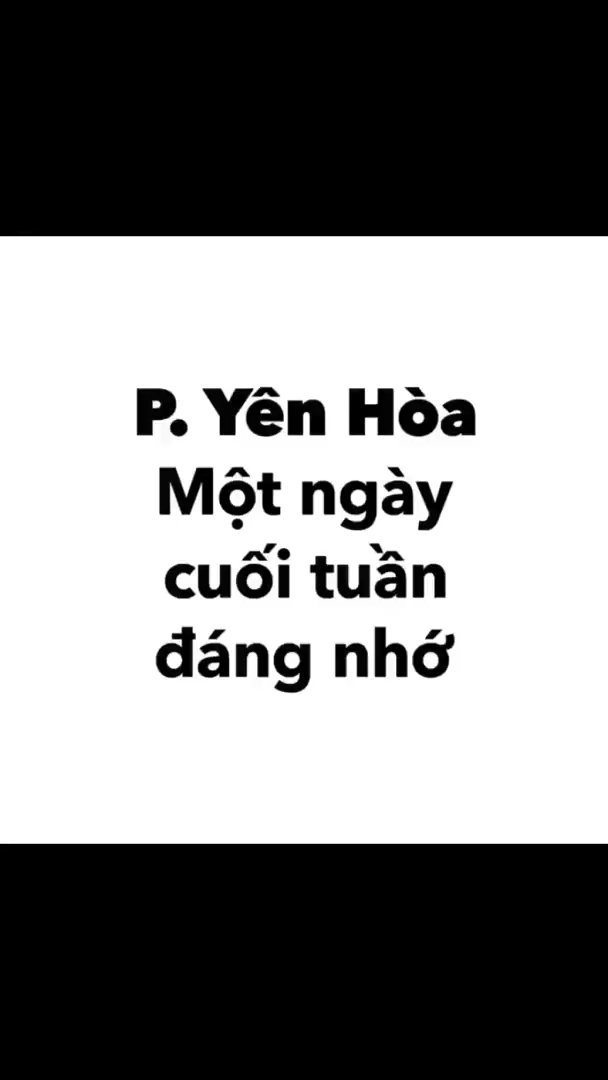 P. Yên Hòa
Một ngày
cuối tuần
đáng nhớ